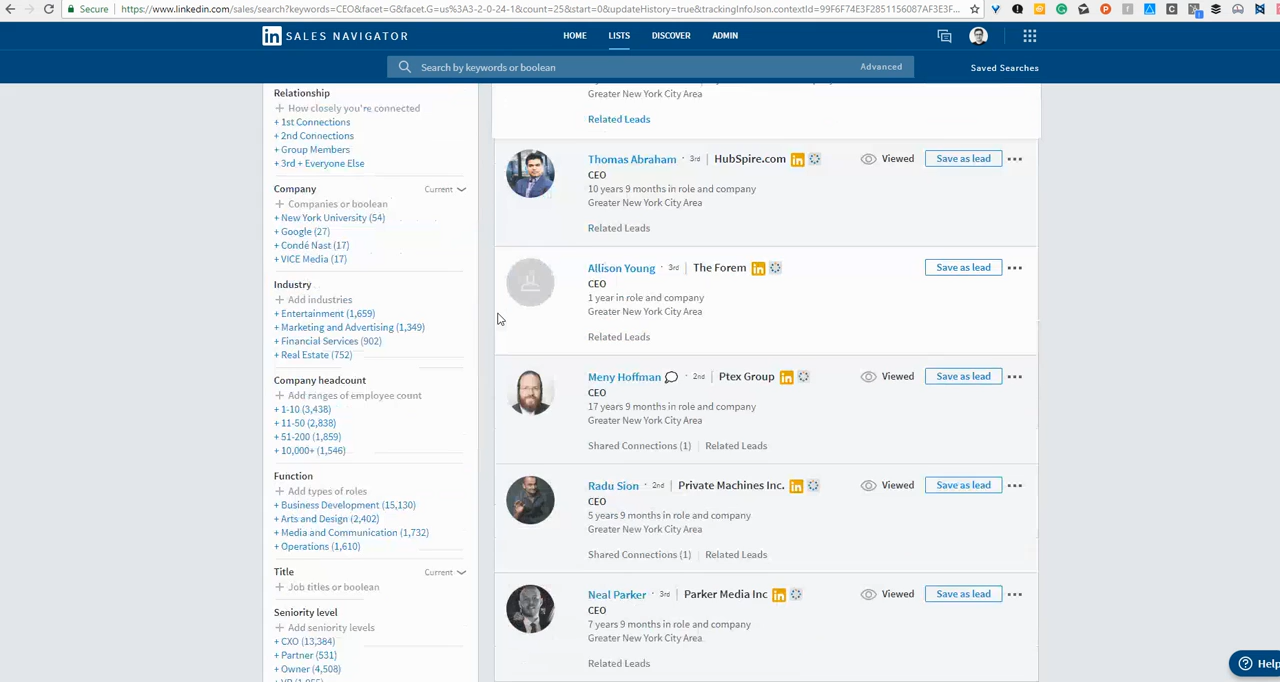 Secure
https://www.linkedin.com/sales/search?keywords=CEO&facet=G&facet.G=us%3A3-2-0-24-1&count=25&start=0&updateHistory=true&trackingInfoJson.contextId=99F6F74E3F2851156087AF3E3F...
in SALES NAVIGATOR
HOME
LISTS
DISCOVER
ADMIN
Search by keywords or boolean
Advanced
Saved Searches
Relationship
+ How closely you're connected
+ 1st Connections
+ 2nd Connections
+ Group Members
+ 3rd + Everyone Else
Company
Current
+ Companies or boolean
+ New York University (54)
+ Google (27)
+ Condé Nast (17)
+ VICE Media (17)
Industry
+ Add industries
+ Entertainment (1,659)
+ Marketing and Advertising (1,349)
+ Financial Services (902)
+ Real Estate (752)
Company headcount
+ Add ranges of employee count
+ 1-10 (3,438)
+ 11-50 (2,838)
+ 51-200 (1,859)
+ 10,000+ (1,546)
Function
+ Add types of roles
+ Business Development (15,130)
+ Arts and Design (2,402)
+ Media and Communication (1,732)
+ Operations (1,610)
Title
Current
+ Job titles or boolean
Seniority level
+ Add seniority levels
+ CXO (13,384)
+ Partner (531)
+ Owner (4,508)
Greater New York City Area
Related Leads
Thomas Abraham · 3rd | HubSpire.com in
Viewed
Save as lead
CEO
10 years 9 months in role and company
Greater New York City Area
Related Leads
Allison Young · 3rd | The Forem in
Save as lead
CEO
1 year in role and company
Greater New York City Area
Related Leads
Meny Hoffman · 2nd | Ptex Group in
Viewed
Save as lead
CEO
17 years 9 months in role and company
Greater New York City Area
Shared Connections (1) | Related Leads
Radu Sion · 2nd | Private Machines Inc. in
Viewed
Save as lead
CEO
5 years 9 months in role and company
Greater New York City Area
Shared Connections (1) | Related Leads
Neal Parker · 3rd | Parker Media Inc in
Viewed
Save as lead
CEO
7 years 9 months in role and company
Greater New York City Area
Related Leads
Help